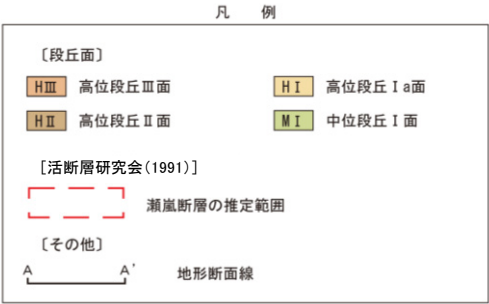 凡 例
〔段丘面〕
HⅢ 高位段丘Ⅲ面 HⅠ 高位段丘Ⅰa面
HⅡ 高位段丘Ⅱ面 MⅠ 中位段丘Ⅰ面
[活断層研究会(1991)]
瀬嵐断層の推定範囲
〔その他〕
A A' 地形断面線